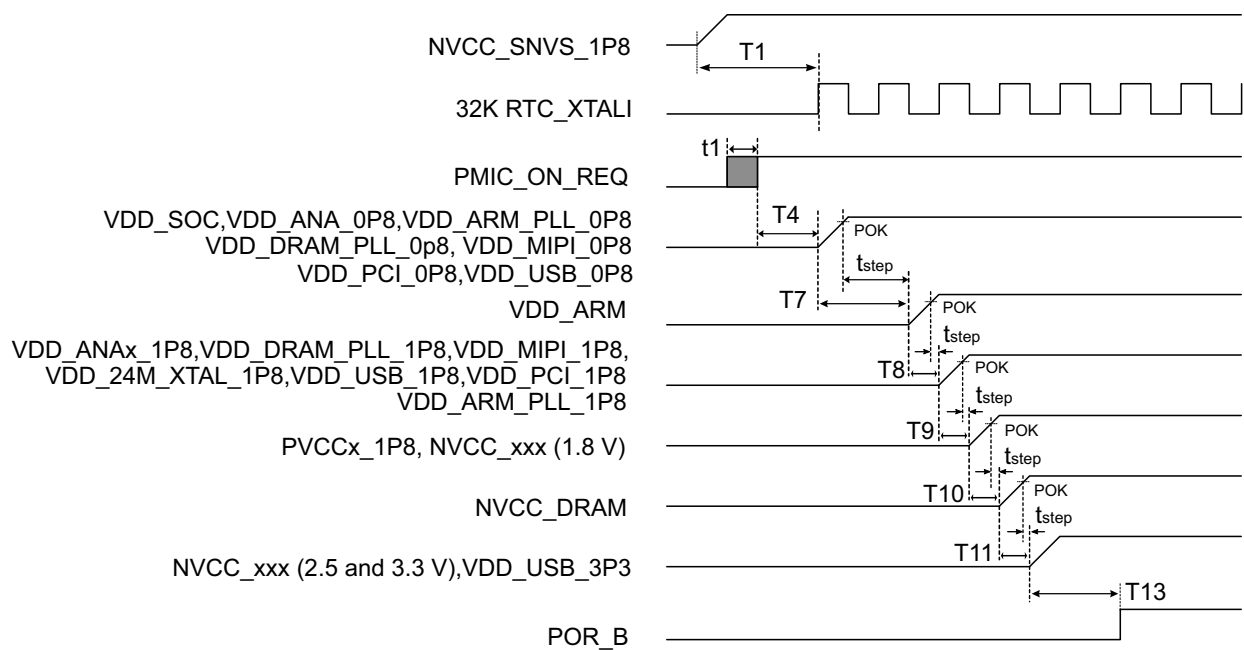 NVCC_SNVS_1P8
T1
32K RTC_XTALI
t1
PMIC_ON_REQ
VDD_SOC,VDD_ANA_0P8,VDD_ARM_PLL_0P8
VDD_DRAM_PLL_0p8, VDD_MIPI_0P8
VDD_PCI_0P8,VDD_USB_0P8
T4
POK
tstep
T7
VDD_ARM
POK
tstep
VDD_ANAx_1P8,VDD_DRAM_PLL_1P8,VDD_MIPI_1P8,
VDD_24M_XTAL_1P8,VDD_USB_1P8,VDD_PCI_1P8
VDD_ARM_PLL_1P8
T8
POK
tstep
T9
PVCCx_1P8, NVCC_xxx (1.8 V)
POK
tstep
T10
NVCC_DRAM
POK
tstep
T11
NVCC_xxx (2.5 and 3.3 V),VDD_USB_3P3
T13
POR_B